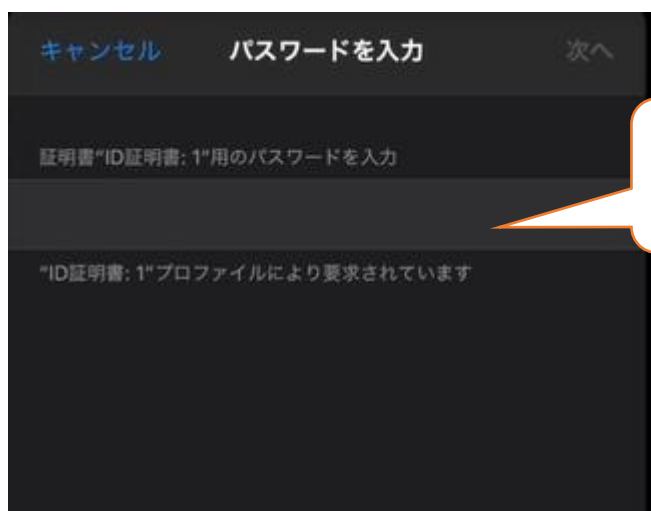 キャンセル パスワードを入力 次へ
証明書"ID証明書: 1"用のパスワードを入力
"ID証明書: 1"プロファイルにより要求されています